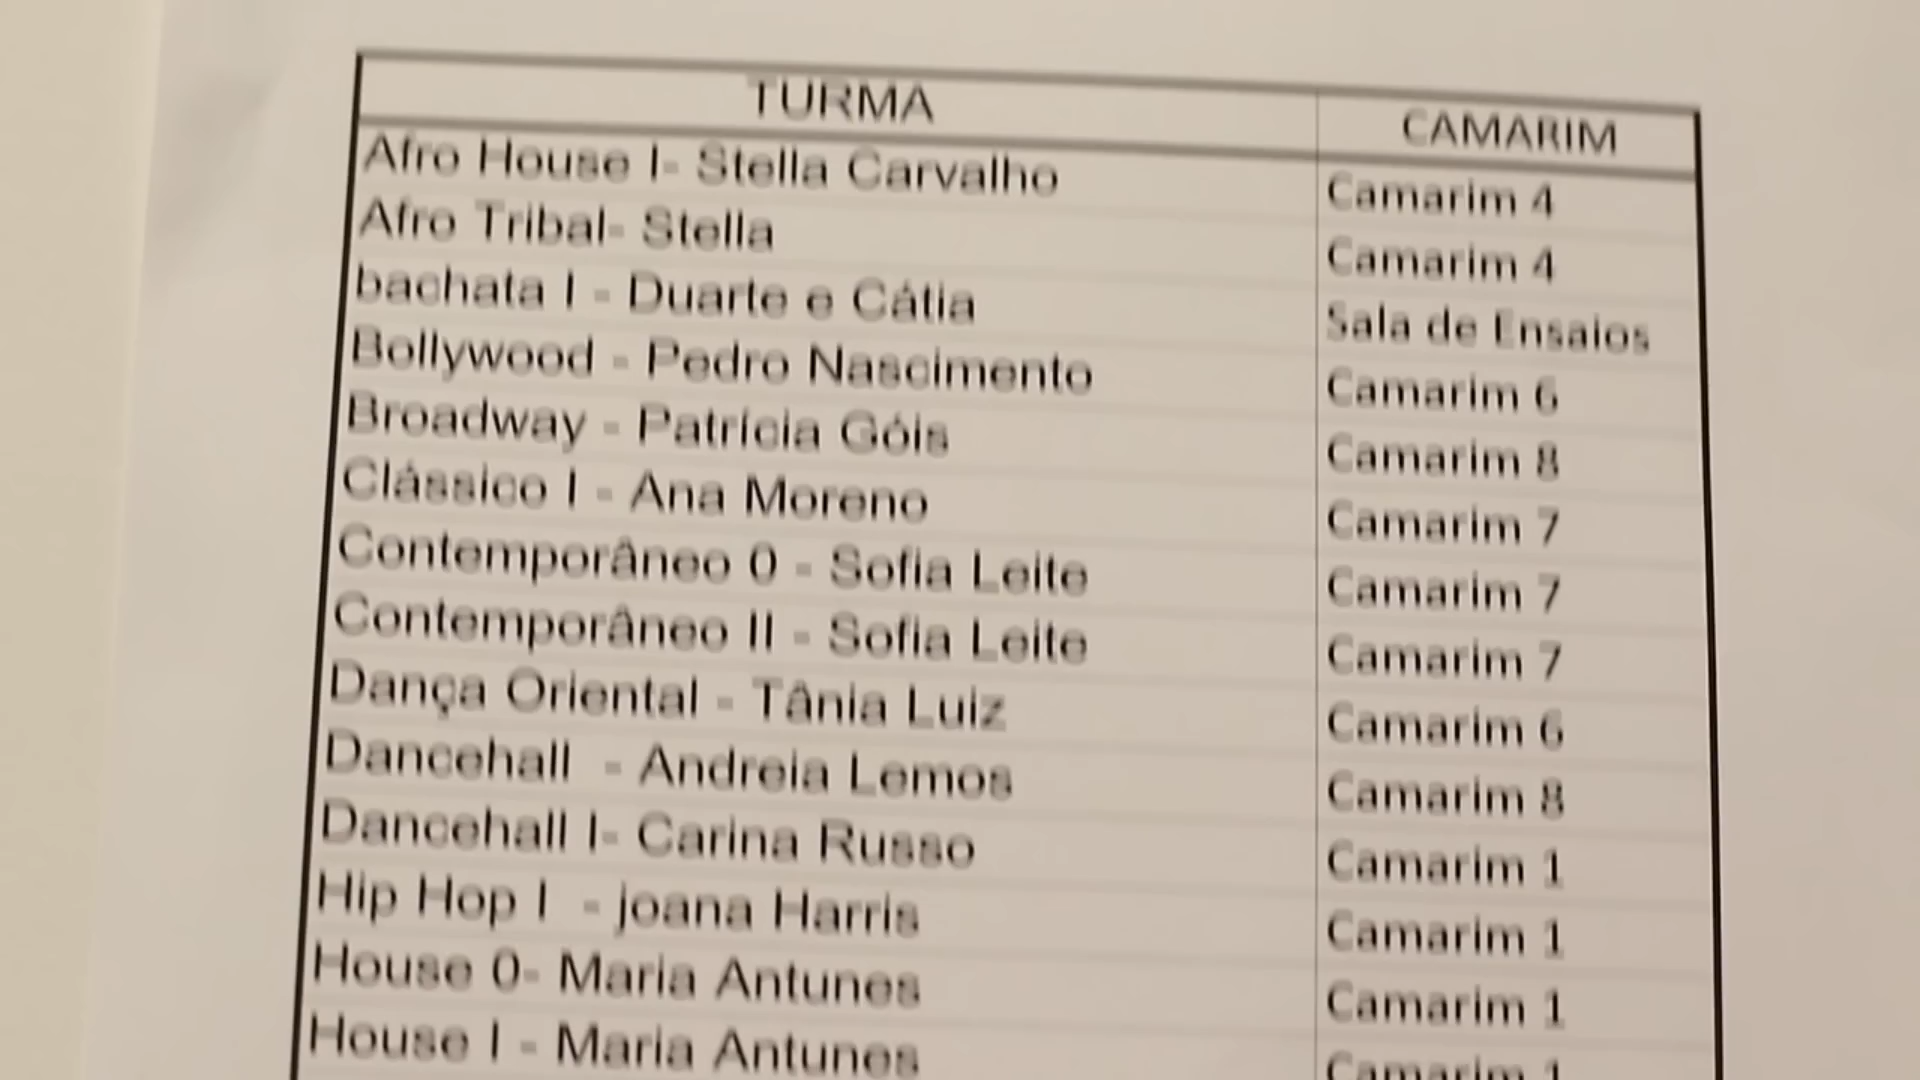 TURMA CAMARIM
Afro House I- Stella Carvalho Camarim 4
Afro Tribal- Stella Camarim 4
bachata I - Duarte e Cátia Sala de Ensaios
Bollywood - Pedro Nascimento Camarim 6
Broadway - Patrícia Góis Camarim 8
Clássico I - Ana Moreno Camarim 7
Contemporâneo 0 - Sofia Leite Camarim 7
Contemporâneo II - Sofia Leite Camarim 7
Dança Oriental - Tânia Luiz Camarim 6
Dancehall - Andreia Lemos Camarim 8
Dancehall I- Carina Russo Camarim 1
Hip Hop I - joana Harris Camarim 1
House 0- Maria Antunes Camarim 1
House I - Maria Antunes Camarim 1